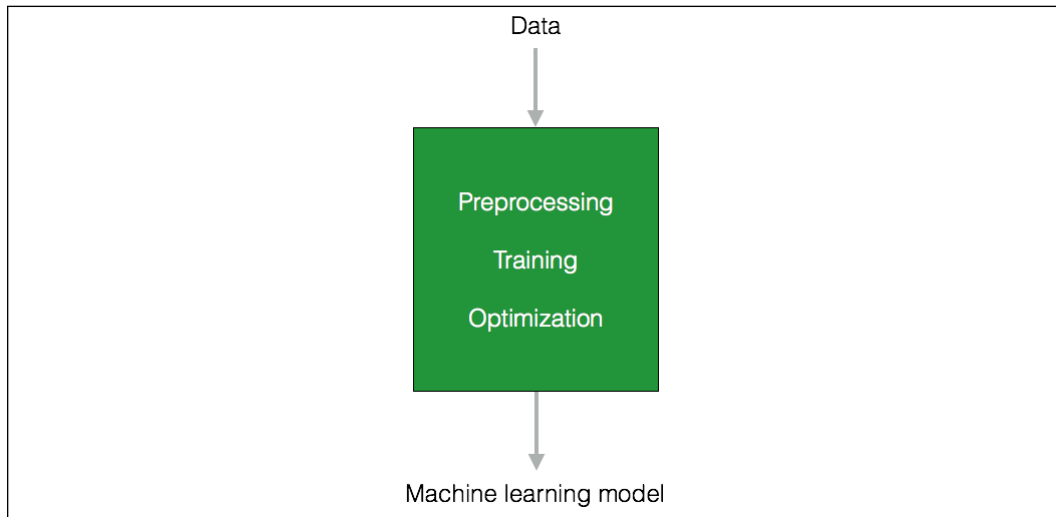 Data
Preprocessing
Training
Optimization
Machine learning model